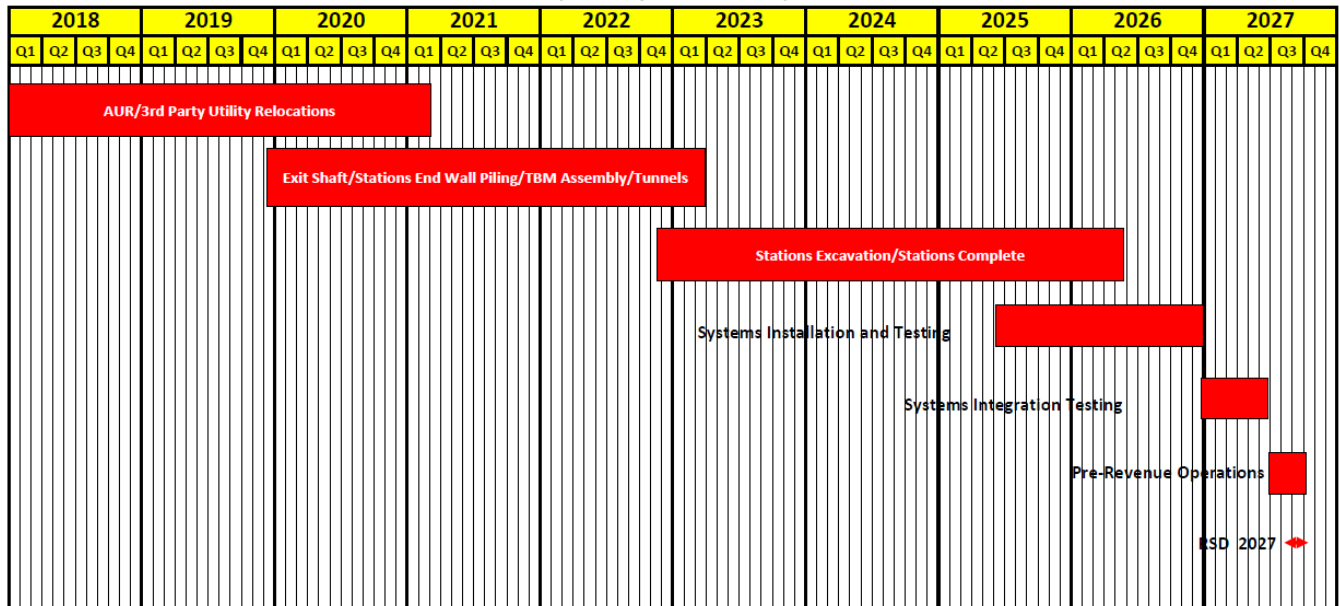 2018 2019 2020 2021 2022 2023 2024 2025 2026 2027
Q1 Q2 Q3 Q4 Q1 Q2 Q3 Q4 Q1 Q2 Q3 Q4 Q1 Q2 Q3 Q4 Q1 Q2 Q3 Q4 Q1 Q2 Q3 Q4 Q1 Q2 Q3 Q4 Q1 Q2 Q3 Q4 Q1 Q2 Q3 Q4 Q1 Q2 Q3 Q4
AUR/3rd Party Utility Relocations
Exit Shaft/Stations End Wall Piling/TBM Assembly/Tunnels
Stations Excavation/Stations Complete
Systems Installation and Testing
Systems Integration Testing
Pre-Revenue Operations
RSD 2027